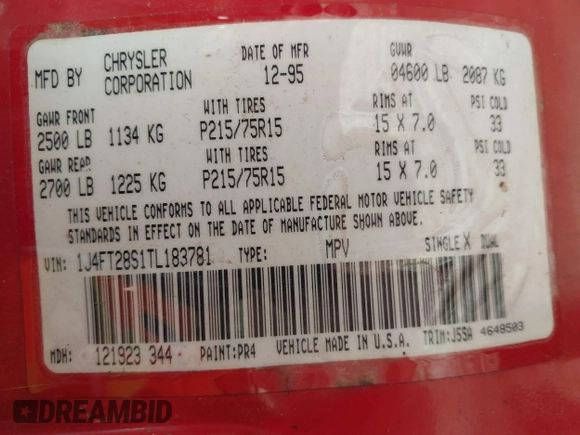 MFD BY CHRYSLER CORPORATION DATE OF MFR 12-95 GVWR 04600 LB 2087 KG
GAWR FRONT WITH TIRES RIMS AT PSI COLD
2500 LB 1134 KG P215/75R15 15 X 7.0 33
GAWR REAR WITH TIRES RIMS AT PSI COLD
2700 LB 1225 KG P215/75R15 15 X 7.0 33
THIS VEHICLE CONFORMS TO ALL APPLICABLE FEDERAL MOTOR VEHICLE SAFETY
STANDARDS IN EFFECT ON THE DATE OF MANUFACTURE SHOWN ABOVE.
VIN: 1J4FT28S1TL183781 TYPE: MPV SINGLE X DUAL
MDH: 121923 344 PAINT:PR4 VEHICLE MADE IN U.S.A. TRIM:J5SA 4648503
DREAMBID